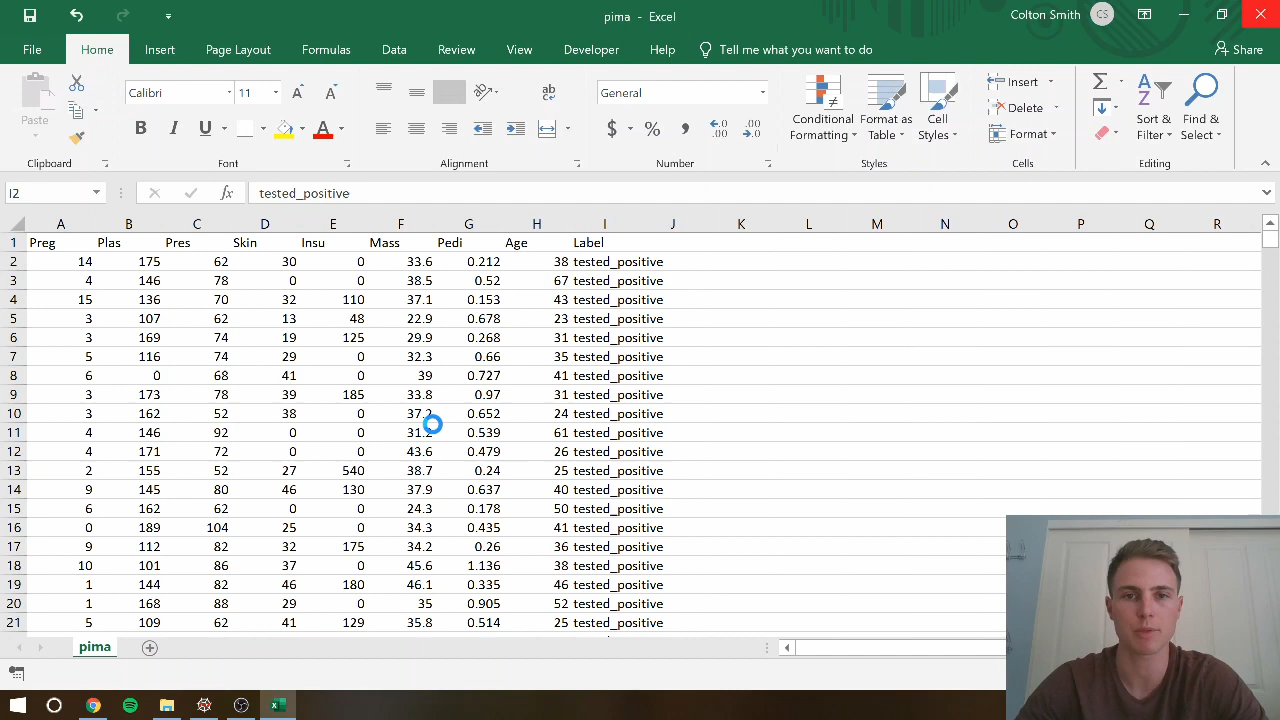 pima - Excel
Colton Smith CS
File Home Insert Page Layout Formulas Data Review View Developer Help Tell me what you want to do Share
Paste Calibri 11 General Conditional Formatting Format as Table Cell Styles Insert Delete Format Sort & Filter Find & Select
B I U A $ %
Clipboard Font Alignment Number Styles Cells Editing
I2 fx tested_positive
A B C D E F G H I J K L M N O P Q R
1 Preg Plas Pres Skin Insu Mass Pedi Age Label
2 14 175 62 30 0 33.6 0.212 38 tested_positive
3 4 146 78 0 0 38.5 0.52 67 tested_positive
4 15 136 70 32 110 37.1 0.153 43 tested_positive
5 3 107 62 13 48 22.9 0.678 23 tested_positive
6 3 169 74 19 125 29.9 0.268 31 tested_positive
7 5 116 74 29 0 32.3 0.66 35 tested_positive
8 6 0 68 41 0 39 0.727 41 tested_positive
9 3 173 78 39 185 33.8 0.97 31 tested_positive
10 3 162 52 38 0 37.2 0.652 24 tested_positive
11 4 146 92 0 0 0.539 61 tested_positive
12 4 171 72 0 0 43.6 0.479 26 tested_positive
13 2 155 52 27 540 38.7 0.24 25 tested_positive
14 9 145 80 46 130 37.9 0.637 40 tested_positive
15 6 162 62 0 0 24.3 0.178 50 tested_positive
16 0 189 104 25 0 34.3 0.435 41 tested_positive
17 9 112 82 32 175 34.2 0.26 36 tested_positive
18 10 101 86 37 0 45.6 1.136 38 tested_positive
19 1 144 82 46 180 46.1 0.335 46 tested_positive
20 1 168 88 29 0 35 0.905 52 tested_positive
21 5 109 62 41 129 35.8 0.514 25 tested_positive
pima